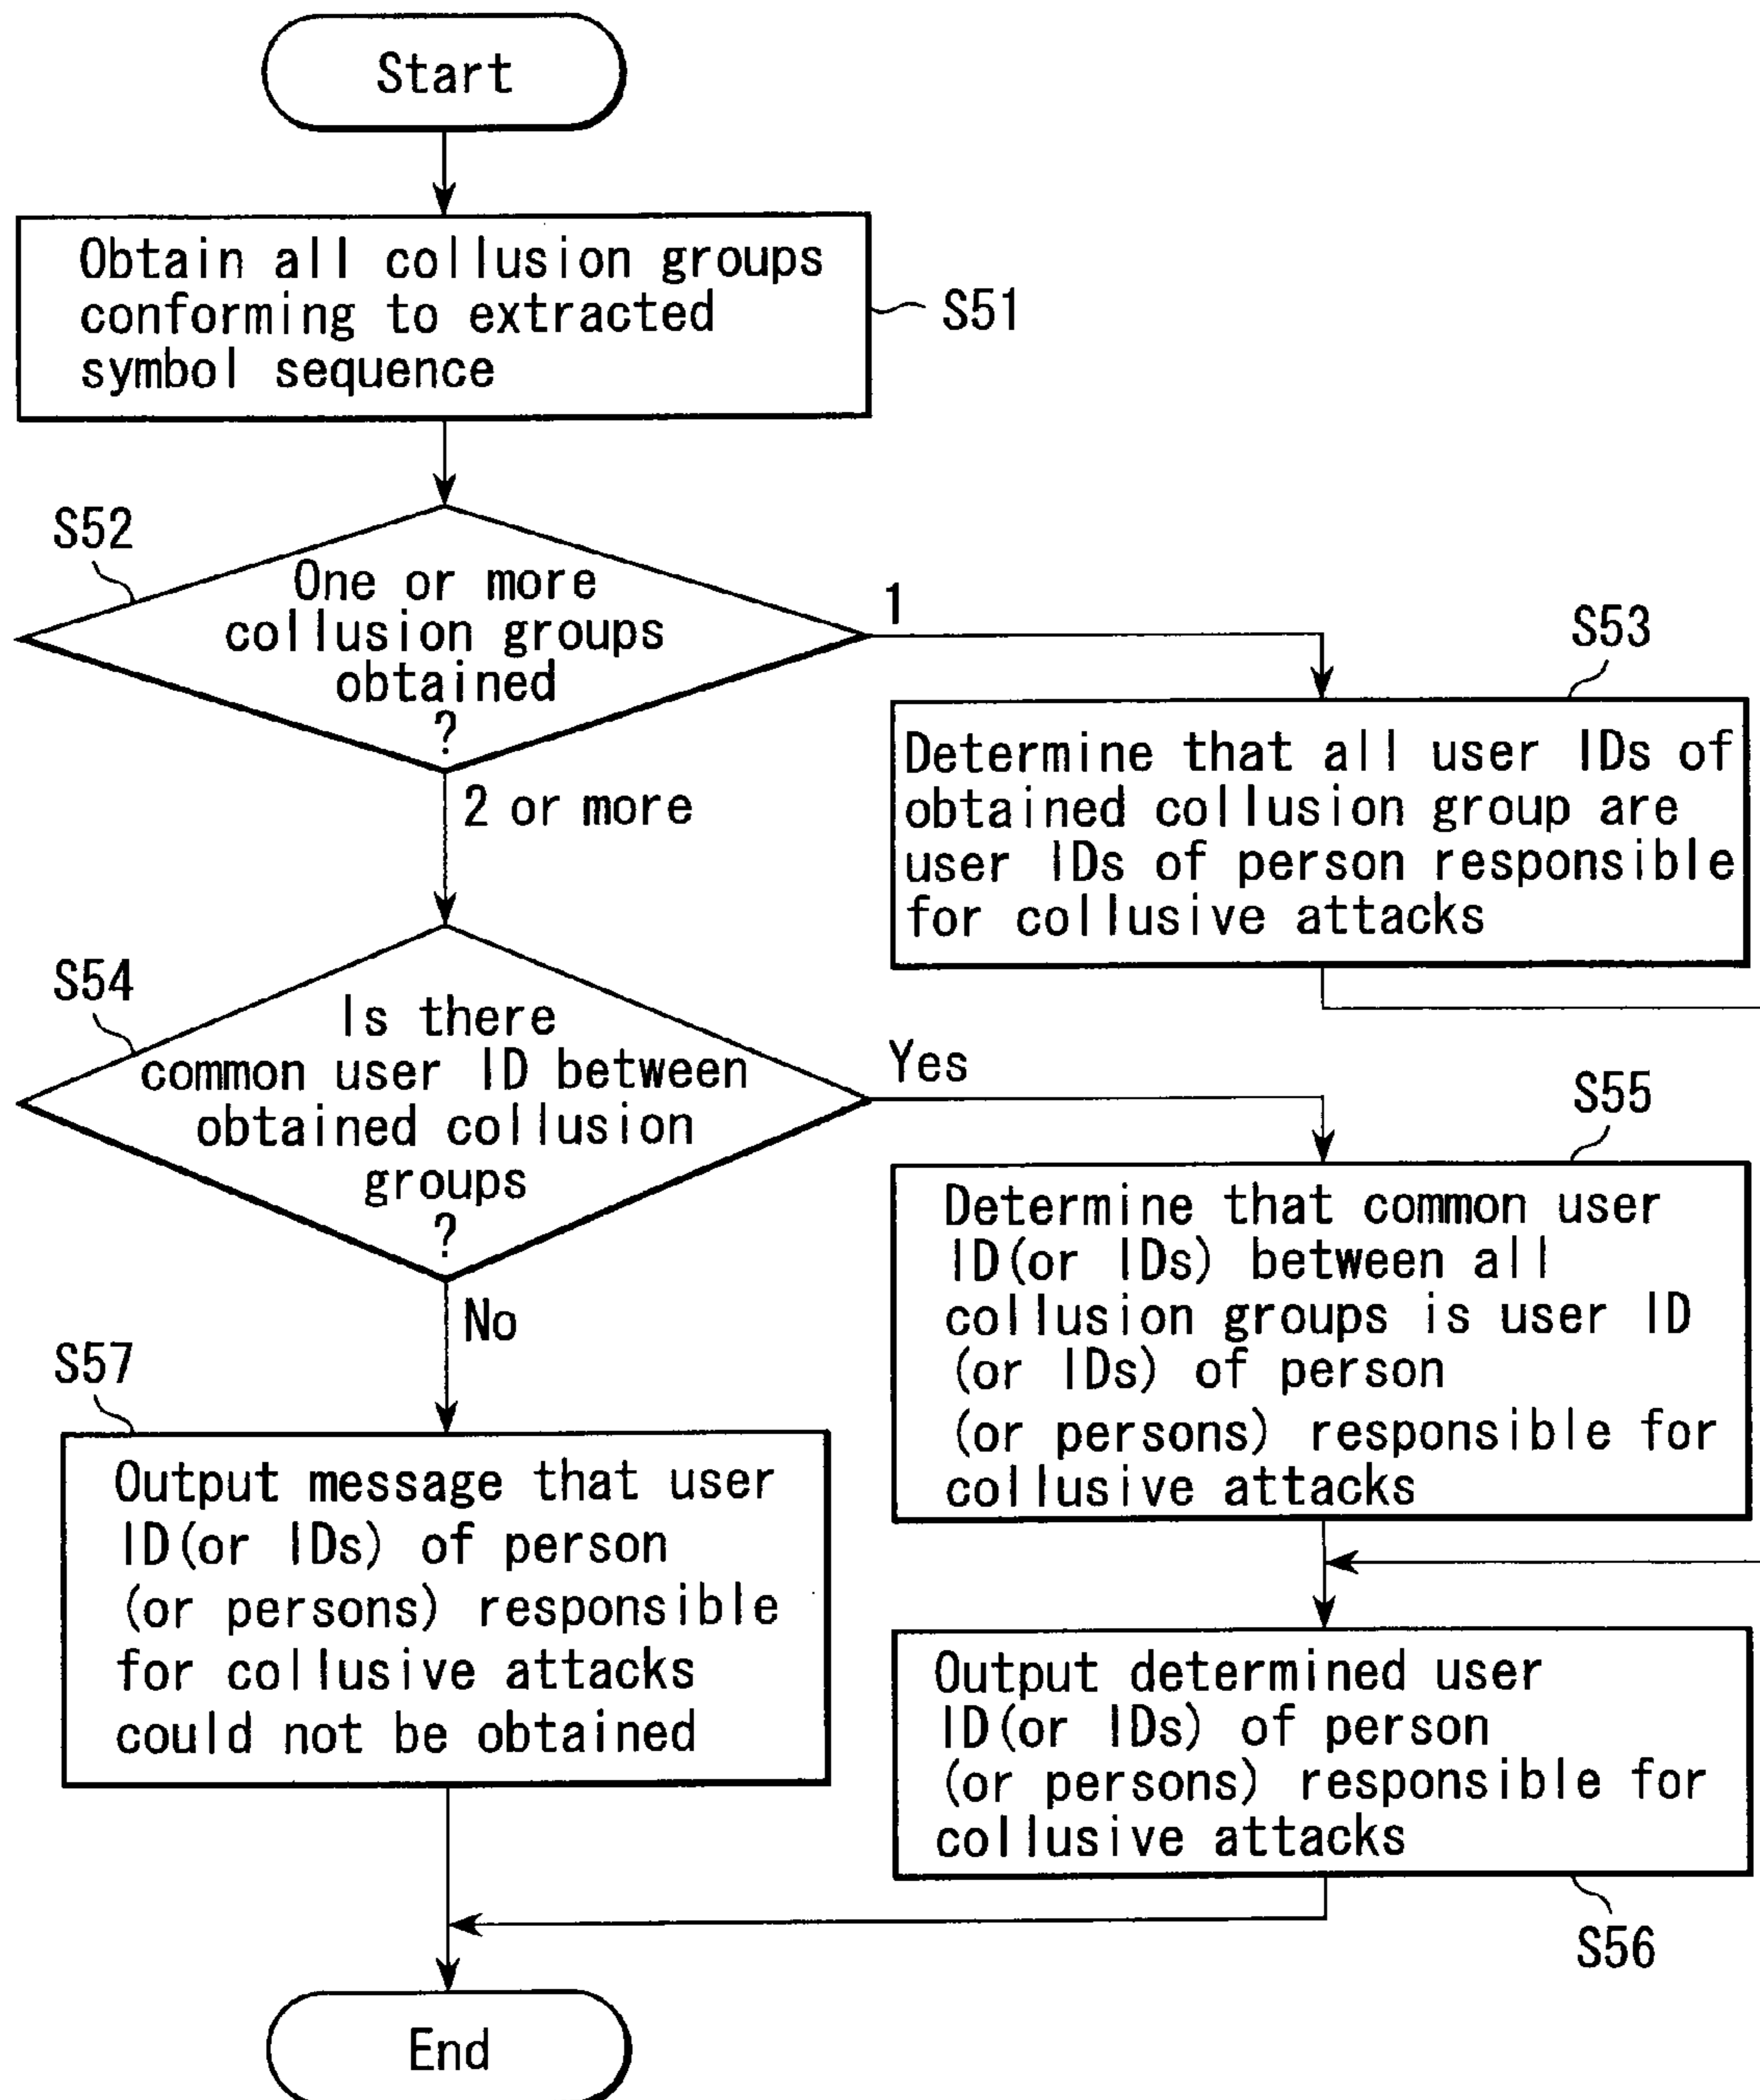 Start
Obtain all collusion groups
conforming to extracted
symbol sequence
S51
S52
One or more
collusion groups
obtained
?
1
2 or more
S53
Determine that all user IDs of
obtained collusion group are
user IDs of person responsible
for collusive attacks
S54
Is there
common user ID between
obtained collusion
groups
?
Yes
No
S55
Determine that common user
ID(or IDs) between all
collusion groups is user ID
(or IDs) of person
(or persons) responsible for
collusive attacks
S57
Output message that user
ID(or IDs) of person
(or persons) responsible
for collusive attacks
could not be obtained
Output determined user
ID(or IDs) of person
(or persons) responsible for
collusive attacks
S56
End